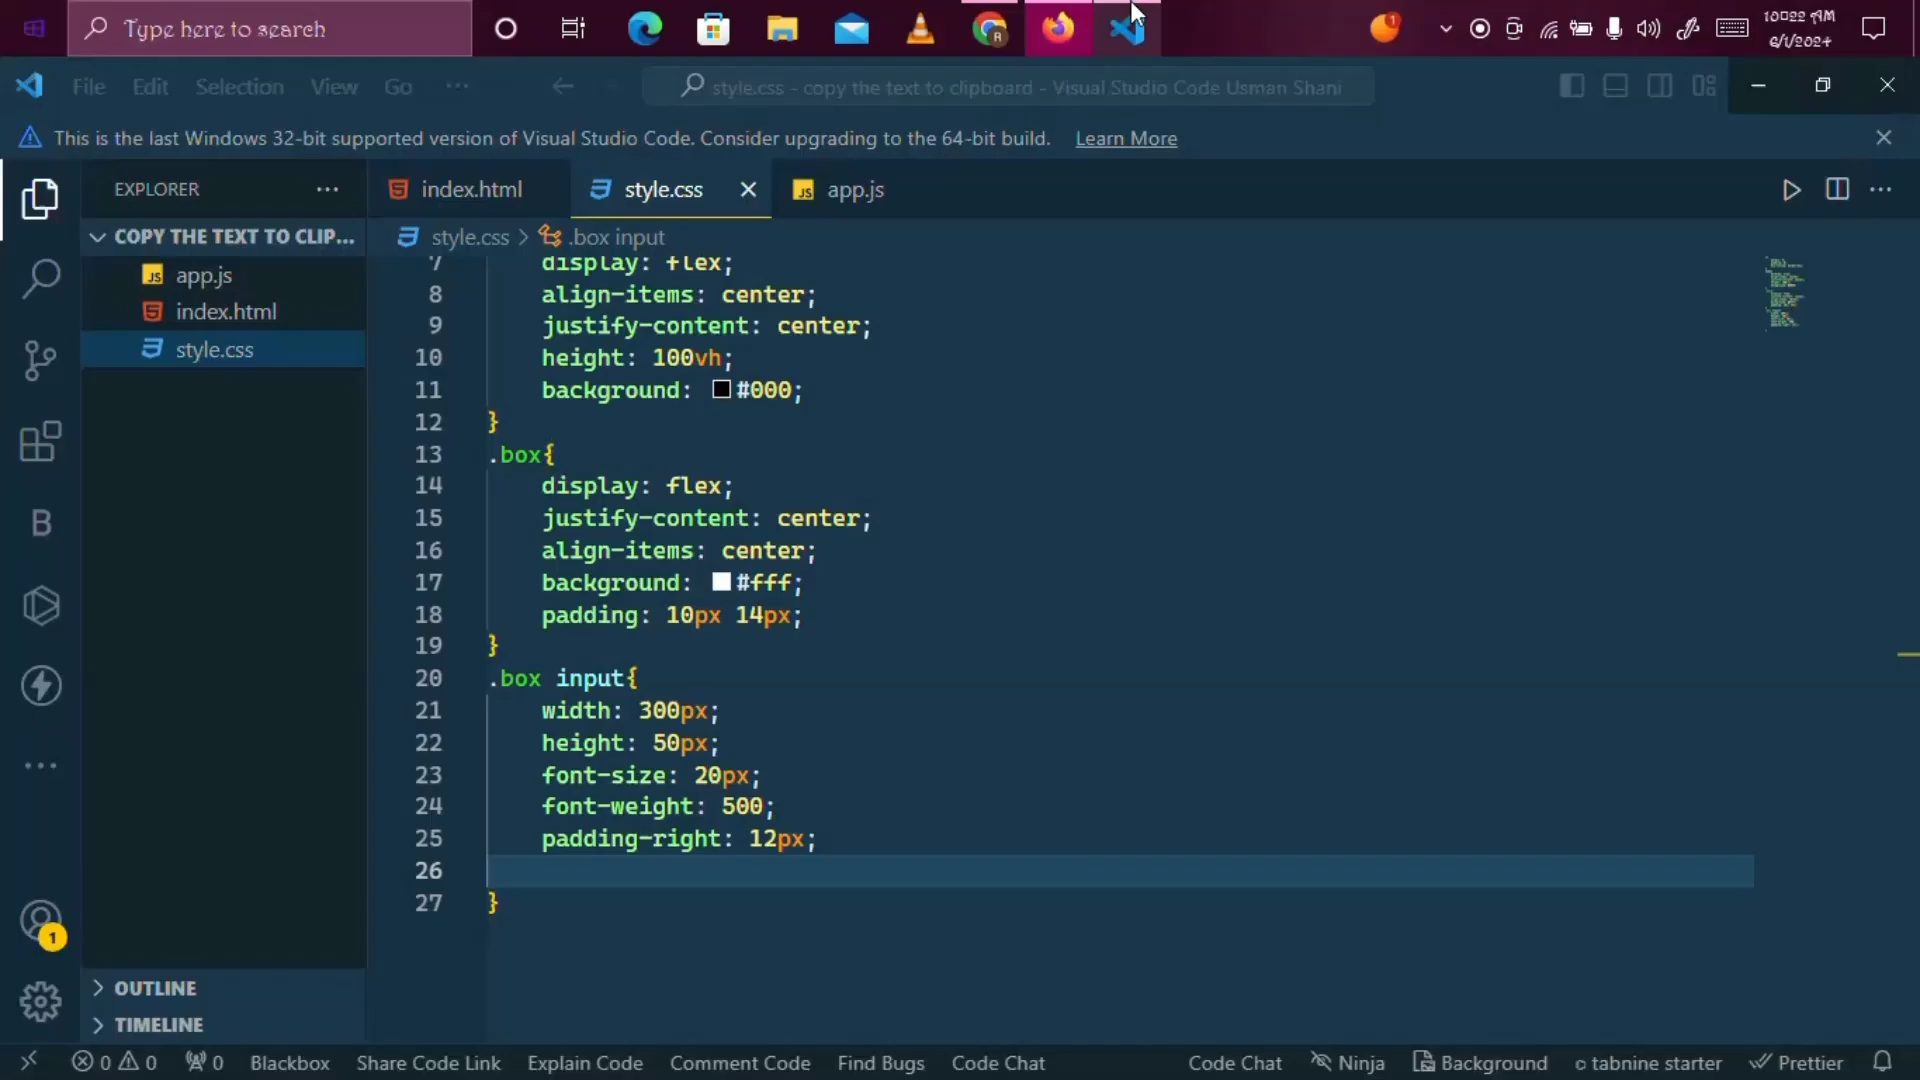 Type here to search
1
10:22 AM
6/1/2024
File Edit Selection View Go ···
style.css - copy the text to clipboard - Visual Studio Code Usman Shani
This is the last Windows 32-bit supported version of Visual Studio Code. Consider upgrading to the 64-bit build. Learn More
EXPLORER
index.html
style.css
JS app.js
COPY THE TEXT TO CLIP...
JS app.js
index.html
style.css
style.css > .box input
7 display: flex;
8 align-items: center;
9 justify-content: center;
10 height: 100vh;
11 background: #000;
12 }
13 .box{
14 display: flex;
15 justify-content: center;
16 align-items: center;
17 background: #fff;
18 padding: 10px 14px;
19 }
20 .box input{
21 width: 300px;
22 height: 50px;
23 font-size: 20px;
24 font-weight: 500;
25 padding-right: 12px;
26
27 }
B
1
OUTLINE
TIMELINE
0 0 0 Blackbox Share Code Link Explain Code Comment Code Find Bugs Code Chat Code Chat Ninja Background tabnine starter Prettier